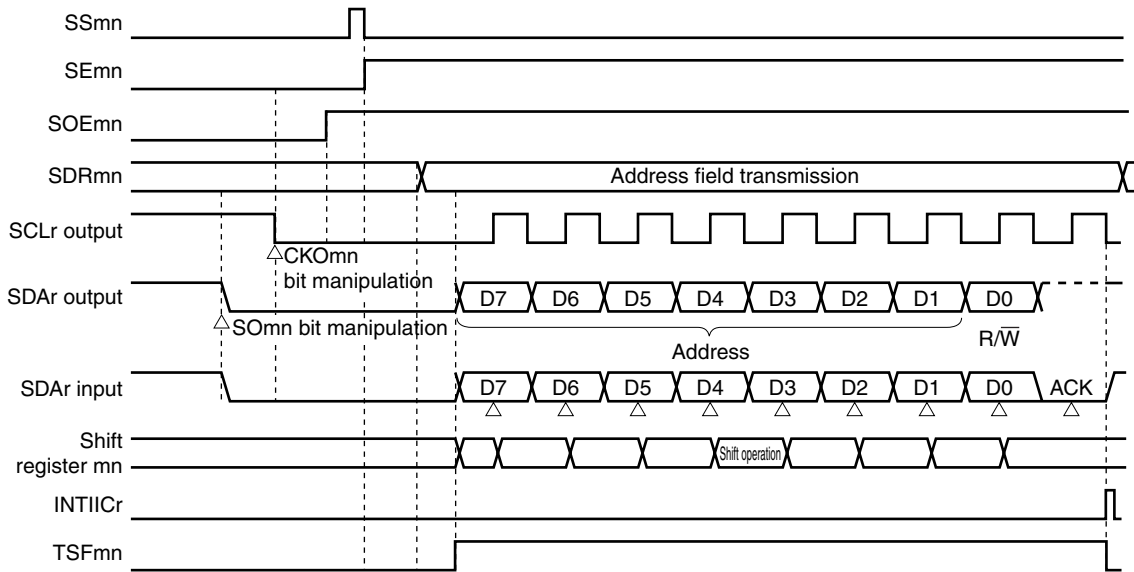 SSmn
SEmn
SOEmn
SDRmn
Address field transmission
SCLr output
CKOmn
bit manipulation
SDAr output
D7 D6 D5 D4 D3 D2 D1 D0
SOmn bit manipulation
Address
R/W̅
SDAr input
D7 D6 D5 D4 D3 D2 D1 D0 ACK
Shift
register mn
Shift operation
INTIICr
TSFmn